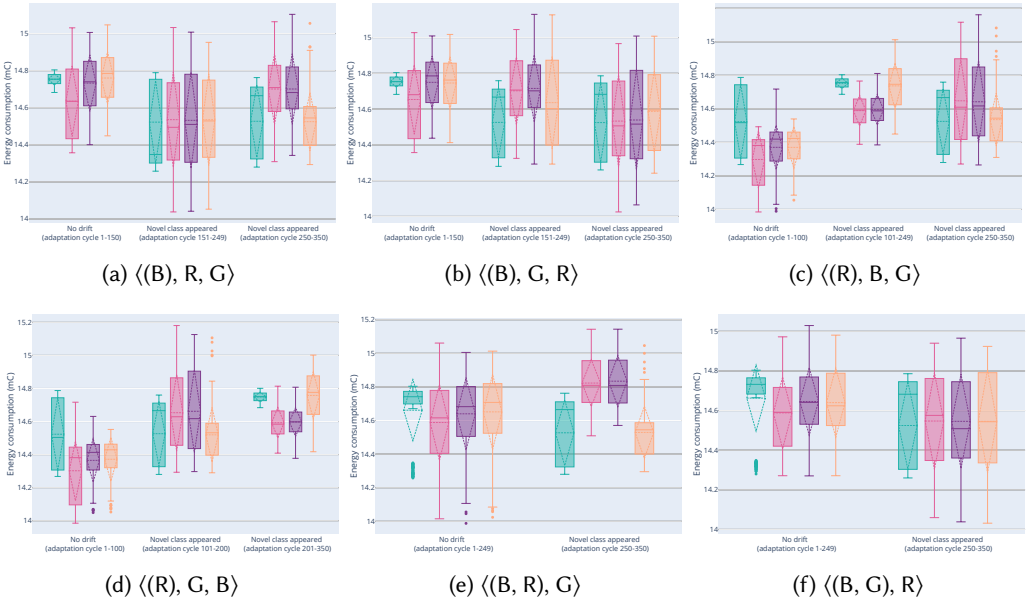 Energy consumption (mC)
15
14.8
14.6
14.4
14.2
14
No drift
(adaptation cycle 1-150)
Novel class appeared
(adaptation cycle 151-249)
Novel class appeared
(adaptation cycle 250-350)
(a) ⟨(B), R, G⟩
Energy consumption (mC)
15
14.8
14.6
14.4
14.2
14
No drift
(adaptation cycle 1-150)
Novel class appeared
(adaptation cycle 151-249)
Novel class appeared
(adaptation cycle 250-350)
(b) ⟨(B), G, R⟩
Energy consumption (mC)
15.2
15
14.8
14.6
14.4
14.2
14
No drift
(adaptation cycle 1-100)
Novel class appeared
(adaptation cycle 101-249)
Novel class appeared
(adaptation cycle 250-350)
(c) ⟨(R), B, G⟩
Energy consumption (mC)
15.2
15
14.8
14.6
14.4
14.2
14
No drift
(adaptation cycle 1-100)
Novel class appeared
(adaptation cycle 101-200)
Novel class appeared
(adaptation cycle 201-350)
(d) ⟨(R), G, B⟩
Energy consumption (mC)
15.2
15
14.8
14.6
14.4
14.2
14
No drift
(adaptation cycle 1-249)
Novel class appeared
(adaptation cycle 250-350)
(e) ⟨(B, R), G⟩
Energy consumption (mC)
15
14.8
14.6
14.4
14.2
14
No drift
(adaptation cycle 1-249)
Novel class appeared
(adaptation cycle 250-350)
(f) ⟨(B, G), R⟩